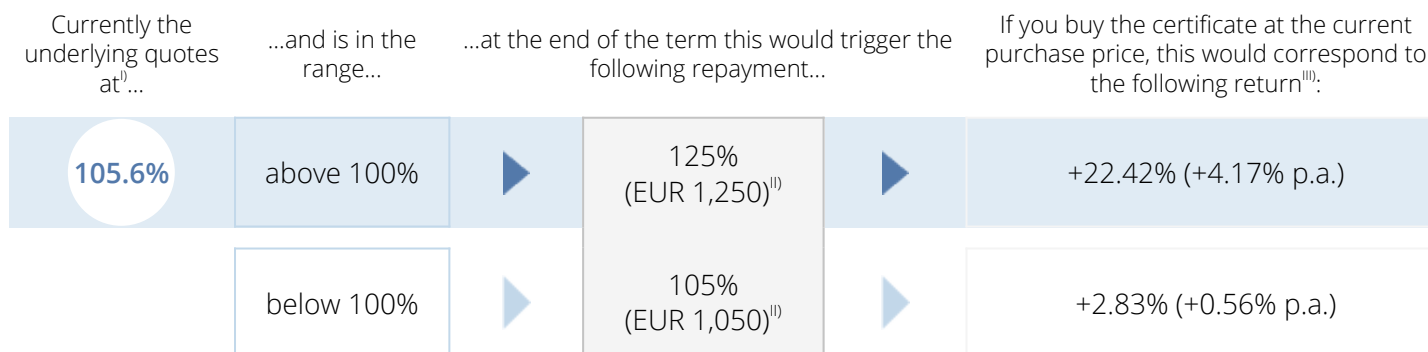 Currently the
underlying quotes
at I)...
...and is in the
range...
...at the end of the term this would trigger the
following repayment...
If you buy the certificate at the current
purchase price, this would correspond to
the following return III):
105.6%
above 100%
125%
(EUR 1,250) II)
+22.42% (+4.17% p.a.)
below 100%
105%
(EUR 1,050) II)
+2.83% (+0.56% p.a.)